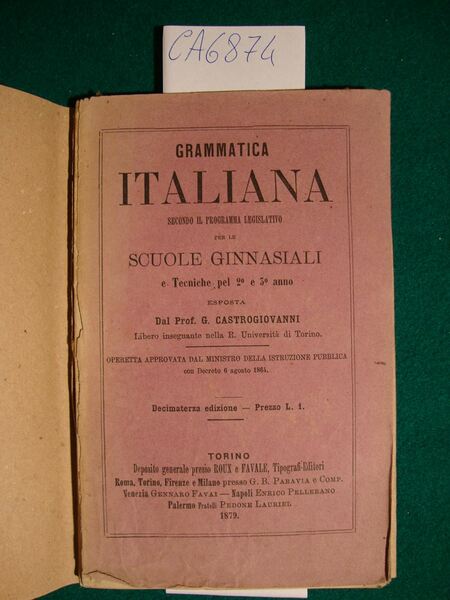 CA6874
GRAMMATICA
ITALIANA
SECONDO IL PROGRAMMA LEGISLATIVO
PER LE
SCUOLE GINNASIALI
e Tecniche pel 2º e 3º anno
ESPOSTA
Dal Prof. G. CASTROGIOVANNI
Libero insegnante nella R. Università di Torino.
OPERETTA APPROVATA DAL MINISTRO DELLA ISTRUZIONE PUBBLICA
con Decreto 6 agosto 1864.
Decimaterza edizione — Prezzo L. 1.
TORINO
Deposito generale presso ROUX e FAVALE, Tipografi-Editori
Roma, Torino, Firenze e Milano presso G. B. PARAVIA E COMP.
Venezia GENNARO FAVAI — Napoli ENRICO PELLERANO
Palermo Fratelli PEDONE LAURIEL
1879.